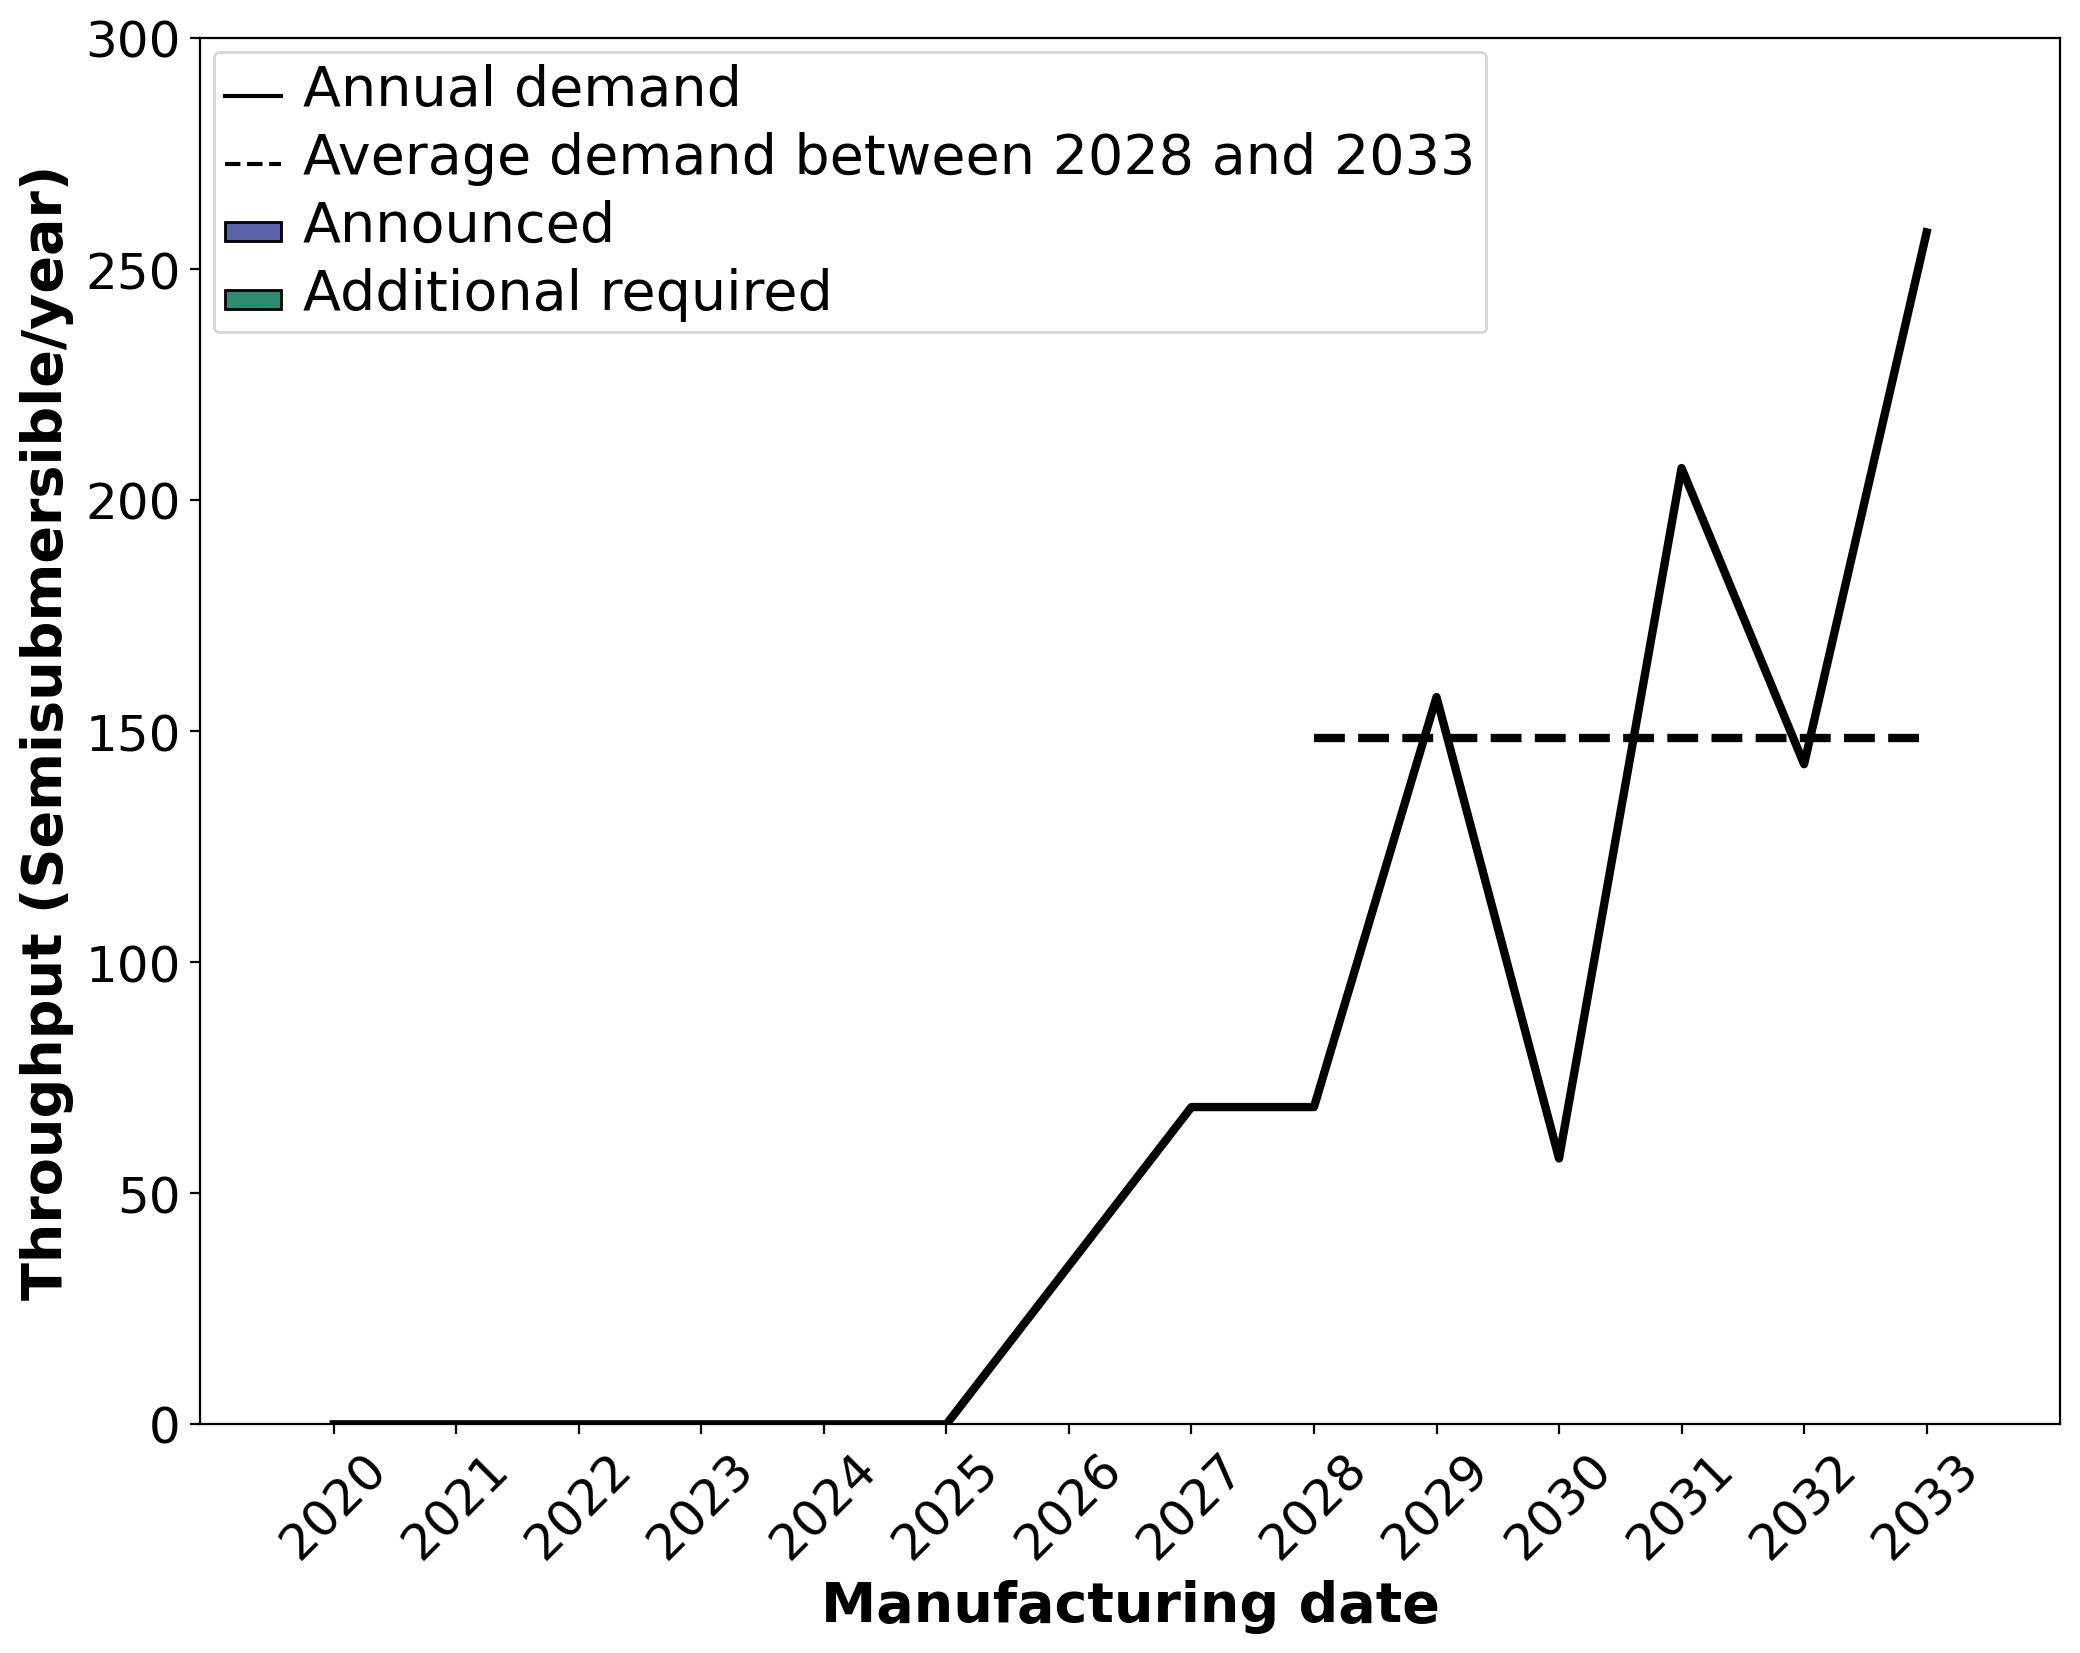 Annual demand
Average demand between 2028 and 2033
Announced
Additional required
Throughput (Semisubmersible/year)
300
250
200
150
100
50
0
2020 2021 2022 2023 2024 2025 2026 2027 2028 2029 2030 2031 2032 2033
Manufacturing date